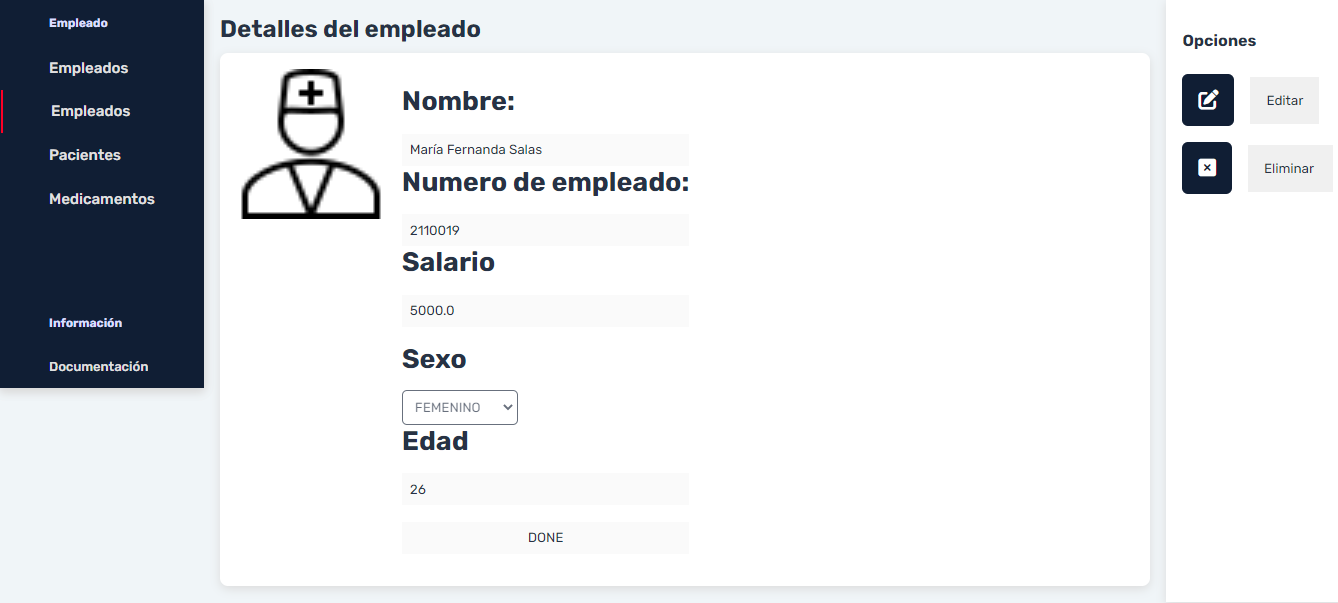 Empleado
Empleados
Empleados
Pacientes
Medicamentos
Información
Documentación
Detalles del empleado
Nombre:
María Fernanda Salas
Numero de empleado:
2110019
Salario
5000.0
Sexo
FEMENINO
Edad
26
DONE
Opciones
Editar
Eliminar